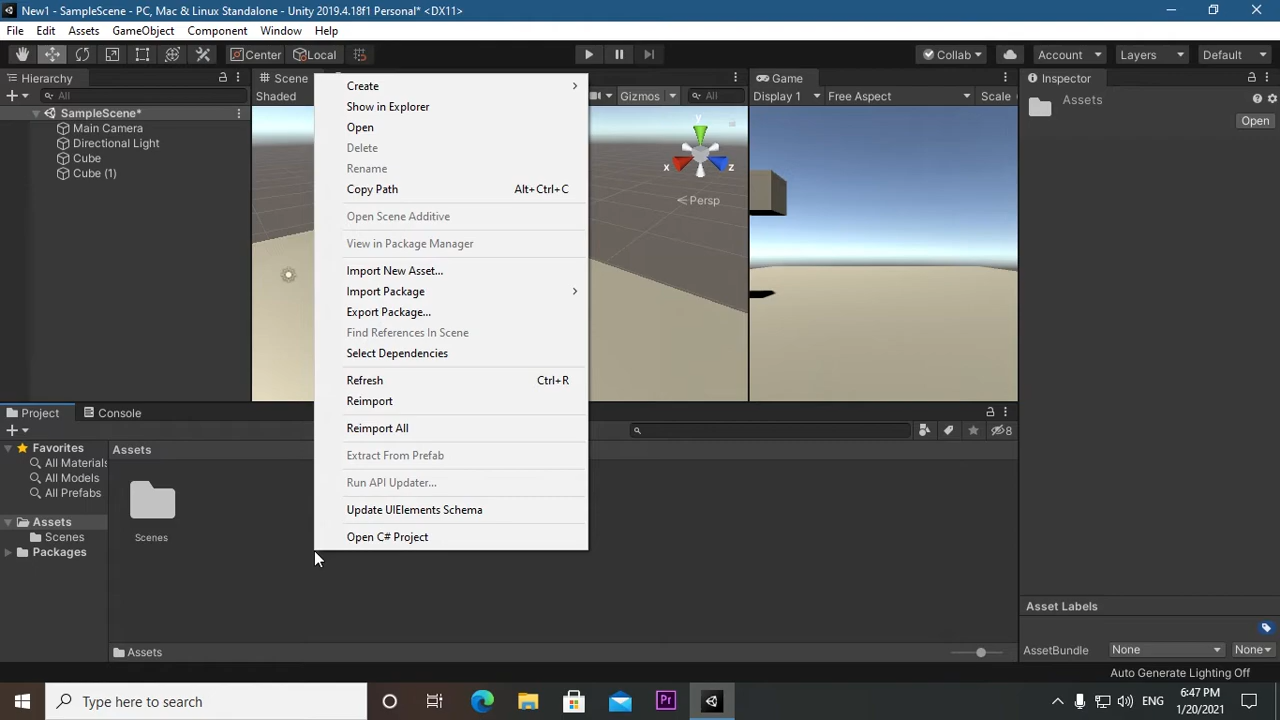 New1 - SampleScene - PC, Mac & Linux Standalone - Unity 2019.4.18f1 Personal* <DX11>
File Edit Assets GameObject Component Window Help
Center Local Collab Account Layers Default
Hierarchy Scene Game Inspector
All Shaded Gizmos All Display 1 Free Aspect Scale Assets
Open
SampleScene*
Main Camera
Directional Light
Cube
Cube (1)
Create
Show in Explorer
Open
Delete
Rename
Copy Path Alt+Ctrl+C
Open Scene Additive
View in Package Manager
Import New Asset...
Import Package
Export Package...
Find References In Scene
Select Dependencies
Refresh Ctrl+R
Reimport
Reimport All
Extract From Prefab
Run API Updater...
Update UIElements Schema
Open C# Project
y
x z
Persp
Project Console
8
Favorites
All Materials
All Models
All Prefabs
Assets
Scenes
Packages
Assets
Scenes
Assets
Asset Labels
AssetBundle None None
Auto Generate Lighting Off
Type here to search
Pr
ENG
6:47 PM
1/20/2021